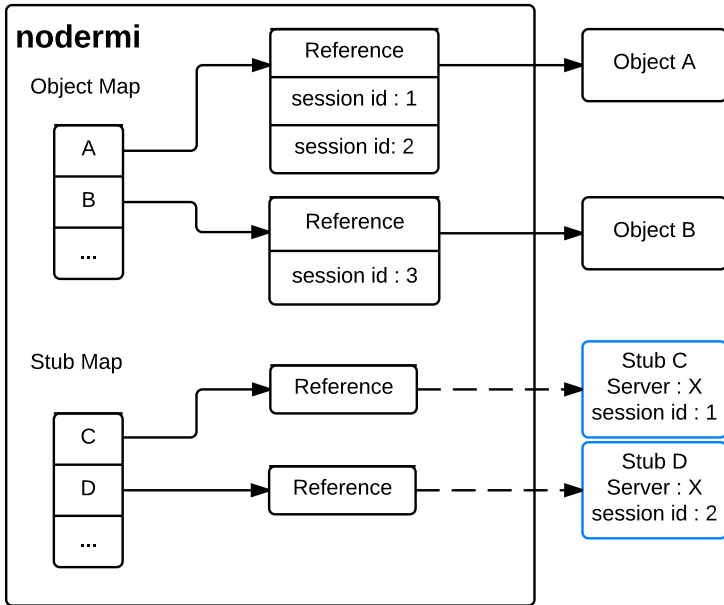 nodermi
Object Map
A
B
...
Reference
session id : 1
session id: 2
Object A
Reference
session id : 3
Object B
Stub Map
C
D
...
Reference
Reference
Stub C
Server : X
session id : 1
Stub D
Server : X
session id : 2